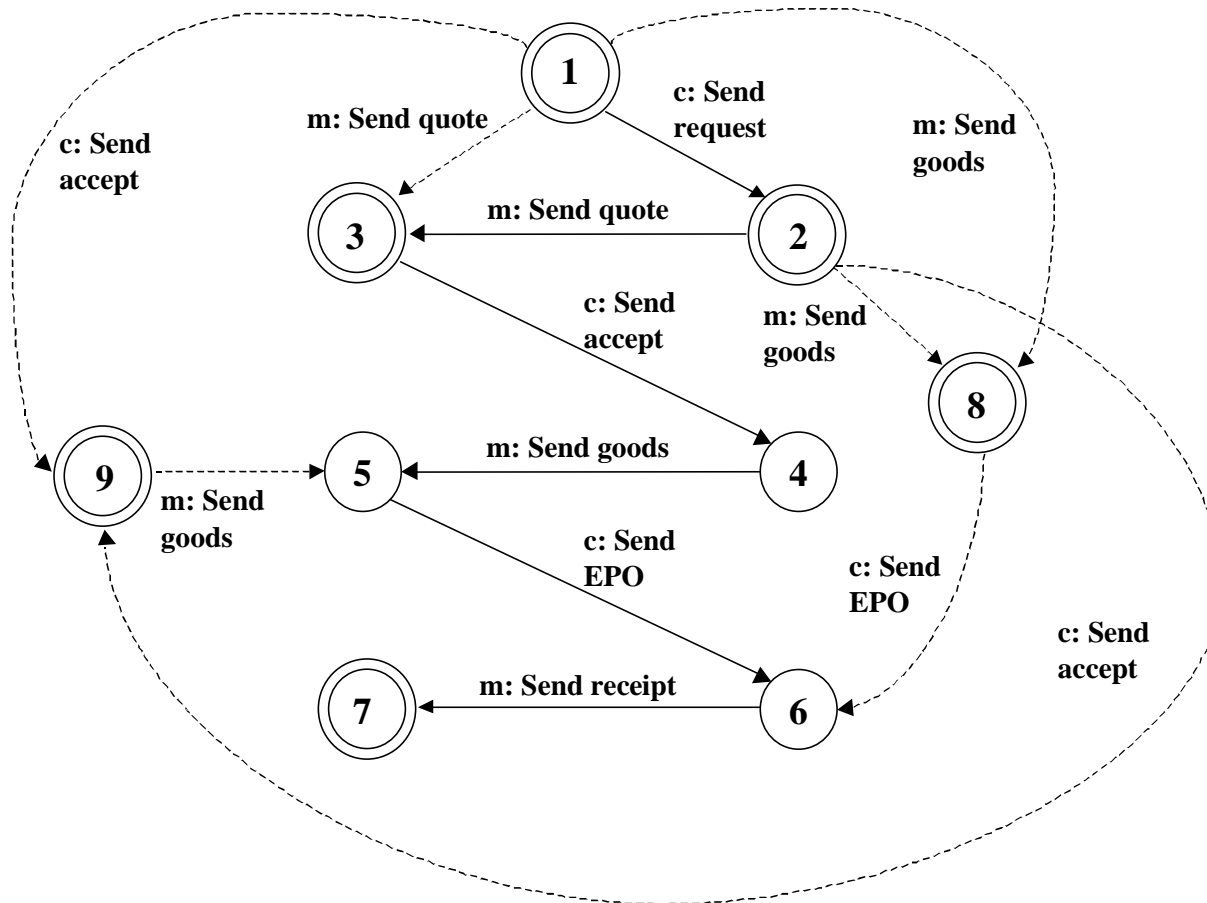 1
c: Send
request
m: Send quote
c: Send
accept
m: Send
goods
3
m: Send quote
2
c: Send
accept
m: Send
goods
8
9
m: Send
goods
5
m: Send goods
4
c: Send
EPO
c: Send
EPO
c: Send
accept
7
m: Send receipt
6